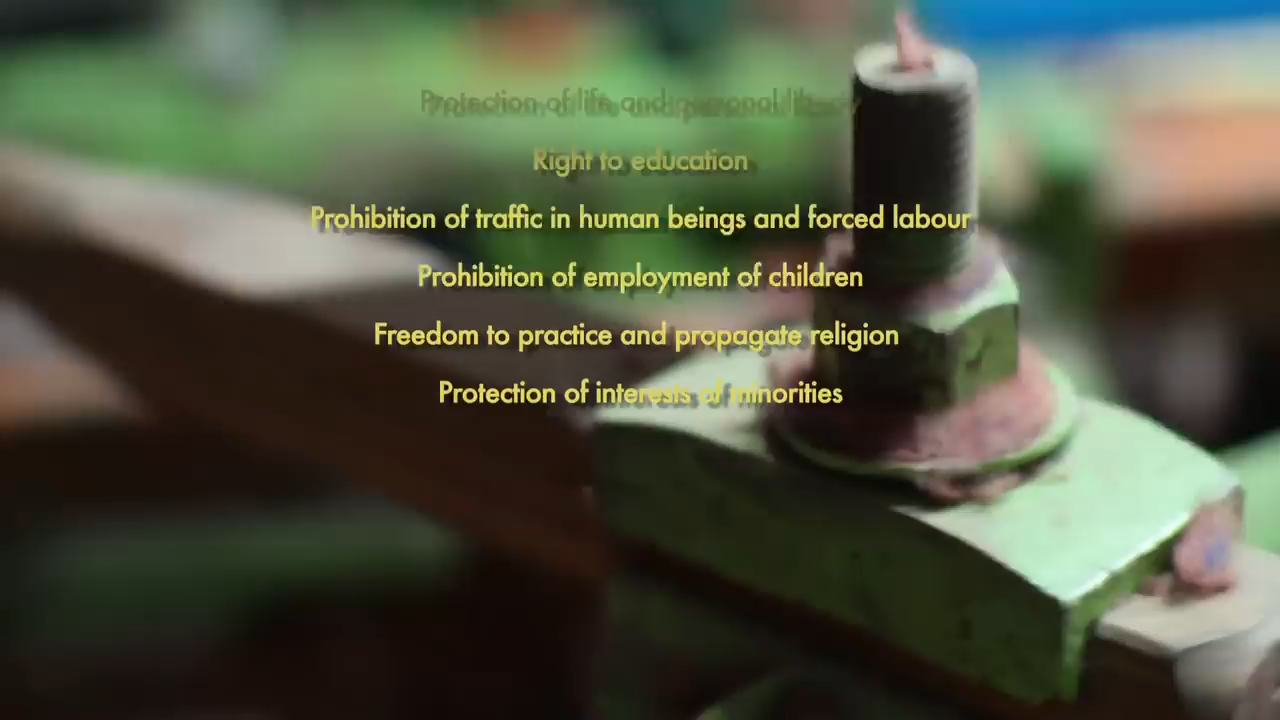 Protection of life and personal liberty
Right to education
Prohibition of traffic in human beings and forced labour
Prohibition of employment of children
Freedom to practice and propagate religion
Protection of interests of minorities